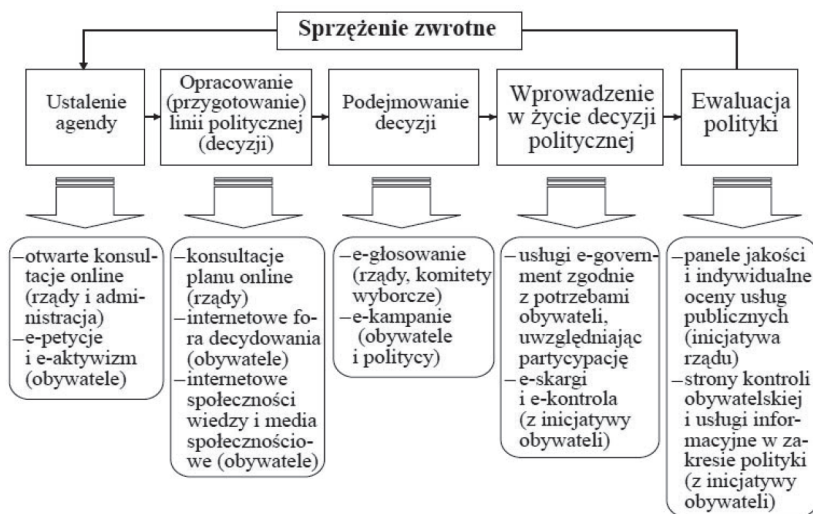 Sprzężenie zwrotne
Ustalenie
agendy
Opracowanie
(przygotowanie)
linii politycznej
(decyzji)
Podejmowanie
decyzji
Wprowadzenie
w życie decyzji
politycznej
Ewaluacja
polityki
–otwarte konsul-
tacje online
(rządy i admi-
nistracja)
–e-petycje
i e-aktywizm
(obywatele)
–konsultacje
planu online
(rządy)
–internetowe fo-
ra decydowania
(obywatele)
–internetowe
społeczności
wiedzy i media
społecznościo-
we (obywatele)
–e-głosowanie
(rządy, komitety
wyborcze)
–e-kampanie
(obywatele
i politycy)
–usługi e-govern-
ment zgodnie
z potrzebami
obywateli,
uwzględniając
partycypację
–e-skargi
i e-kontrola
(z inicjatywy
obywateli)
–panele jakości
i indywidualne
oceny usług
publicznych
(inicjatywa
rządu)
–strony kontroli
obywatelskiej
i usługi infor-
macyjne w za-
kresie polityki
(z inicjatywy
obywateli)